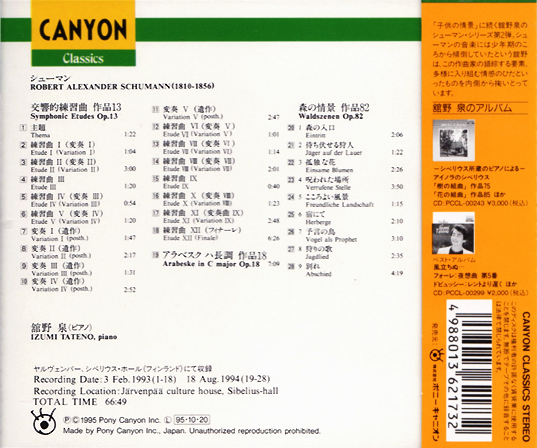 CANYON
Classics
シューマン
ROBERT ALEXANDER SCHUMANN(1810-1856)
交響的練習曲 作品13
Symphonic Etudes Op.13
1 主題
Thema 1:22
2 練習曲 I (変奏 I)
Etude I (Variation I) 1:04
3 練習曲 II (変奏 II)
Etude II (Variation II) 3:00
4 練習曲 III
Etude III 1:20
5 練習曲 IV (変奏 III)
Etude IV (Variation III) 0:54
6 練習曲 V (変奏 IV)
Etude V (Variation IV) 1:20
7 変奏 I (遺作)
Variation I (posth.) 1:47
8 変奏 II (遺作)
Variation II (posth.) 2:17
9 変奏 III (遺作)
Variation III (posth.) 2:31
10 変奏 IV (遺作)
Variation IV (posth.) 2:52
11 変奏 V (遺作)
Variation V (posth.) 2:47
12 練習曲 VI (変奏 V)
Etude VI (Variation V) 1:01
13 練習曲 VII (変奏 VI)
Etude VII (Variation VI) 1:14
14 練習曲 VIII (変奏 VII)
Etude VIII (Variation VII) 2:01
15 練習曲 IX
Etude IX 0:40
16 練習曲 X (変奏 VIII)
Etude X (Variation VIII) 1:23
17 練習曲 XI (変奏 IX)
Etude XI (Variation IX) 2:48
18 練習曲 XII (フィナーレ)
Etude XII (Finale) 6:26
19 アラベスク ハ長調 作品18
Arabeske in C major Op.18 7:09
森の情景 作品82
Waldszenen Op.82
20 1 森の入口
Eintritt 2:06
21 2 待ち伏せる狩人
Jäger auf der Lauer 1:22
22 3 孤独な花
Einsame Blumen 2:26
23 4 呪われた場所
Verrufene Stelle 3:50
24 5 こころよい風景
Freundliche Landschaft 1:15
25 6 宿にて
Herberge 2:10
26 7 予言の鳥
Vogel als Prophet 3:10
27 8 狩りの歌
Jagdlied 2:35
28 9 別れ
Abschied 4:19
舘野 泉(ピアノ)
IZUMI TATENO, piano
ヤルヴェンパー、シベリウス・ホール(フィンランド)にて収録
Recording Date: 3 Feb. 1993 (1-18) 18 Aug. 1994 (19-28)
Recording Location: Järvenpää culture house, Sibelius-hall
TOTAL TIME 66:49
Ⓟ©1995 Pony Canyon Inc. Ⓛ 95・10・20
Made by Pony Canyon Inc., Japan. Unauthorized reproduction prohibited.
「子供の情景」に続く舘野泉の
シューマン・シリーズ第2弾。シュ
ーマンの音楽には少年期のころ
から傾倒していたという舘野
は、この作曲家の錯綜する要素、
多様に入り組む情感のひだとい
ったものを内側から掬いとって
います。
舘野 泉のアルバム
〜シベリウス所蔵のピアノによる〜
アイノラのシベリウス
「樹の組曲」作品75
「花の組曲」作品85 ほか
CD:PCCL-00243 ¥3,000(税込)
ベスト・アルバム
風立ちぬ…
フォーレ:夜想曲 第5番
ドビュッシー:レントより遅く ほか
CD:PCCL-00299 ¥2,000(税込)
CANYON CLASSICS STEREO
発売元
株式会社 ポニーキャニオン
4 988013 621732